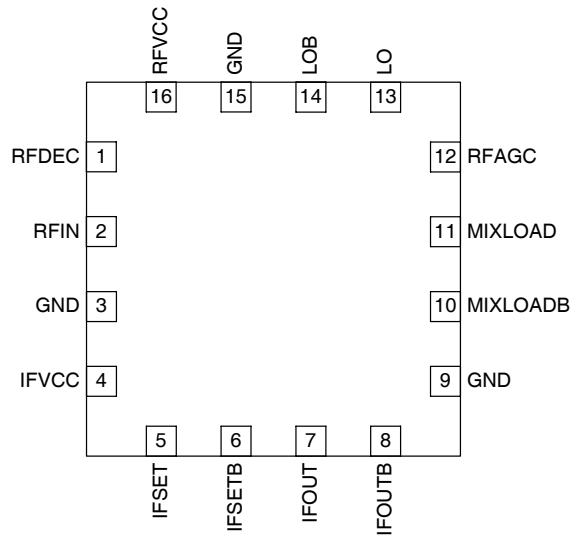 RFVCC
GND
LOB
LO
16
15
14
13
RFDEC 1
12 RFAGC
RFIN 2
11 MIXLOAD
GND 3
10 MIXLOADB
IFVCC 4
9 GND
5
6
7
8
IFSET
IFSETB
IFOUT
IFOUTB